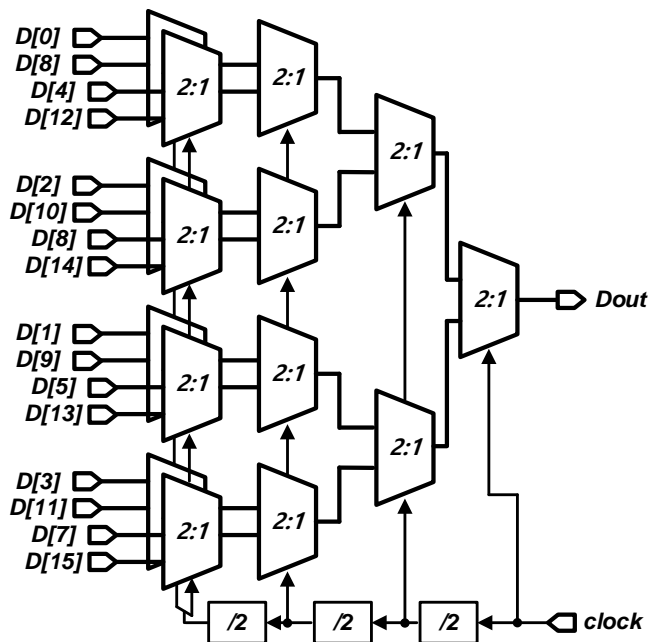 D[0]
D[8]
D[4]
D[12]
2:1
2:1
2:1
D[2]
D[10]
D[8]
D[14]
2:1
2:1
2:1
Dout
D[1]
D[9]
D[5]
D[13]
2:1
2:1
2:1
D[3]
D[11]
D[7]
D[15]
2:1
2:1
/2
/2
/2
clock